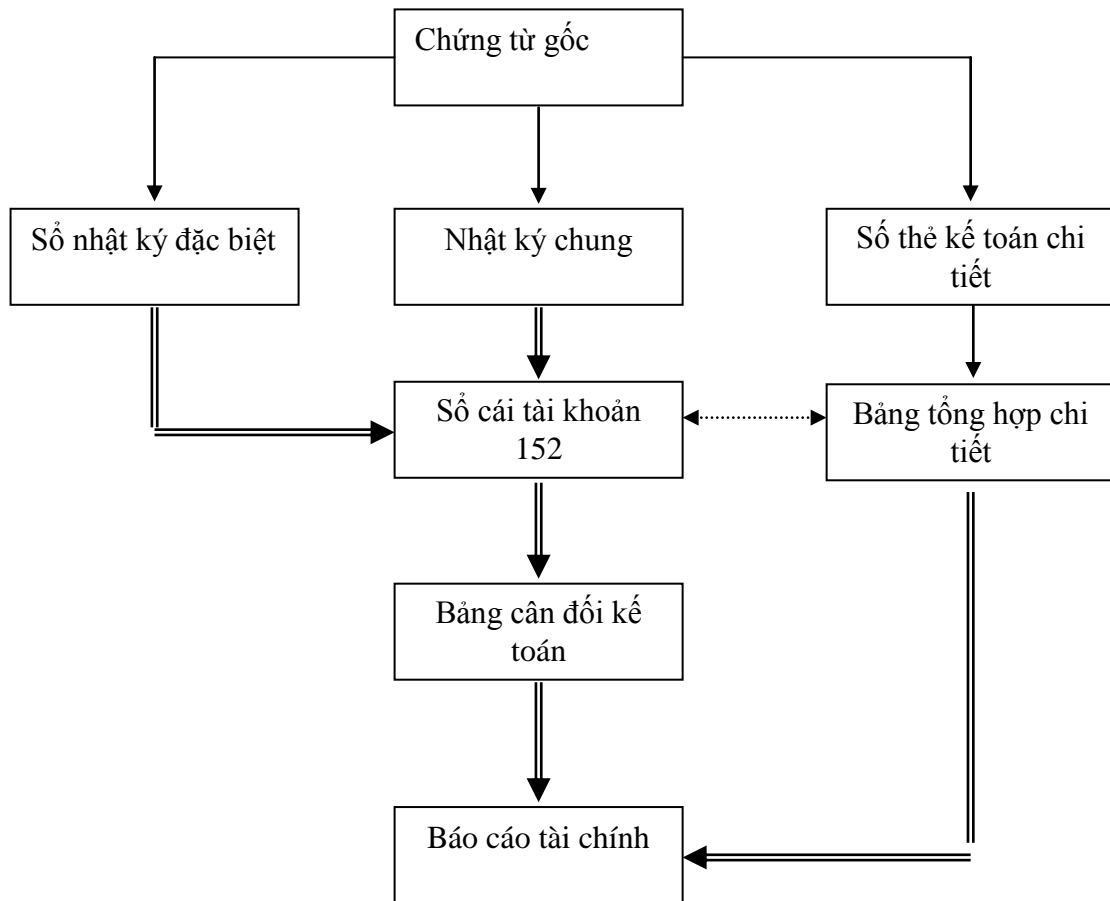 Chứng từ gốc
Sổ nhật ký đặc biệt
Nhật ký chung
Số thẻ kế toán chi
tiết
Sổ cái tài khoản
152
Bảng tổng hợp chi
tiết
Bảng cân đối kế
toán
Báo cáo tài chính